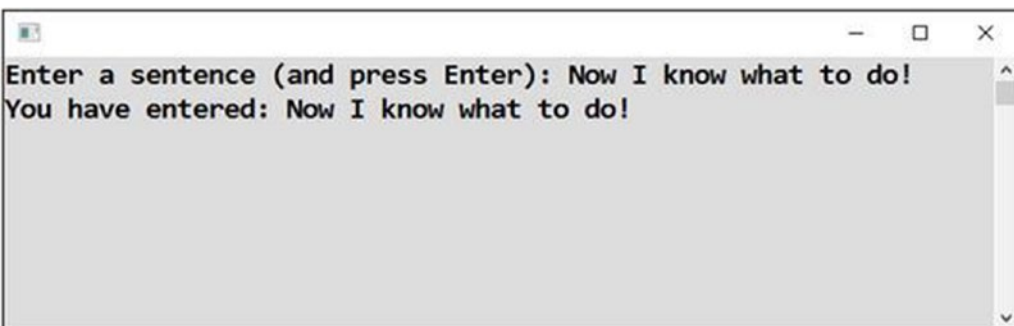 Enter a sentence (and press Enter): Now I know what to do!
You have entered: Now I know what to do!